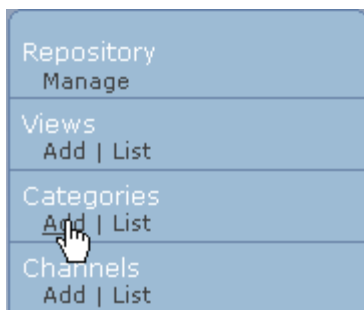 Repository
Manage
Views
Add | List
Categories
Add | List
Channels
Add | List